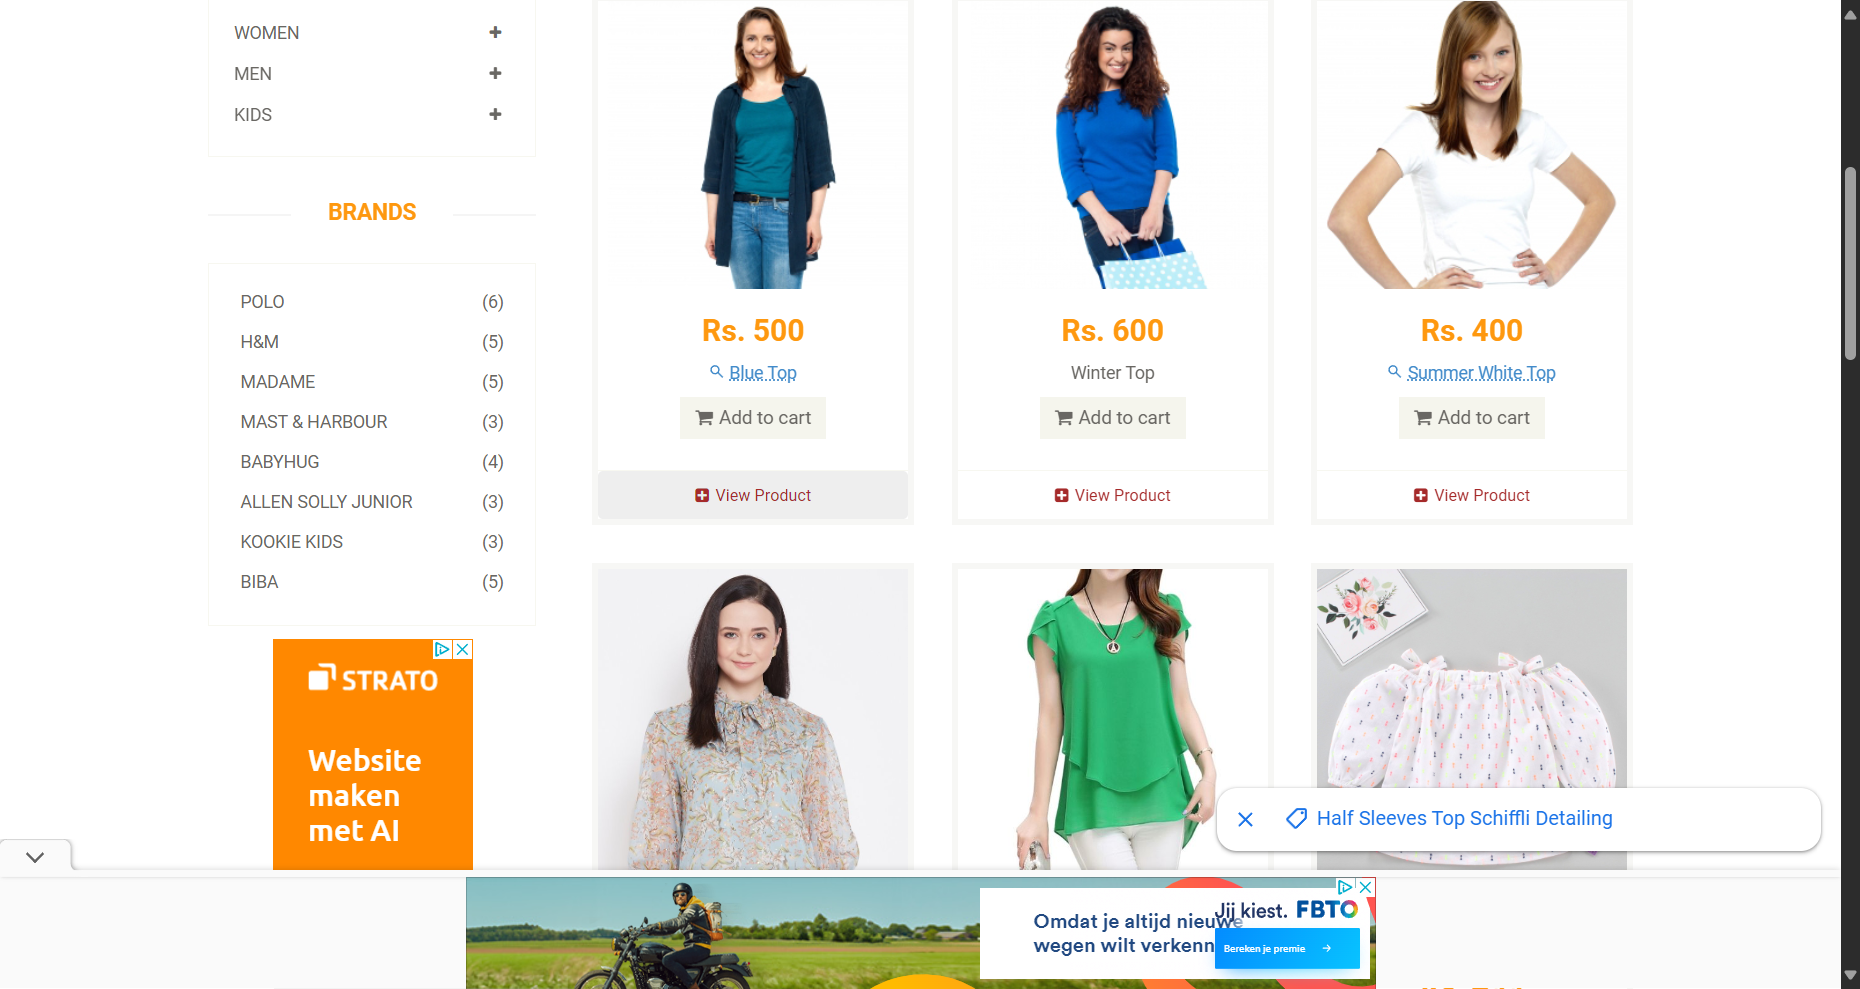 WOMEN
MEN
KIDS
BRANDS
POLO (6)
H&M (5)
MADAME (5)
MAST & HARBOUR (3)
BABYHUG (4)
ALLEN SOLLY JUNIOR (3)
KOOKIE KIDS (3)
BIBA (5)
STRATO
Website
maken
met AI
Rs. 500
Blue Top
Add to cart
View Product
Rs. 600
Winter Top
Add to cart
View Product
Rs. 400
Summer White Top
Add to cart
View Product
Half Sleeves Top Schiffli Detailing
Omdat je altijd nieuwe
wegen wilt verkenn
Jij kiest. FBTO
Bereken je premie